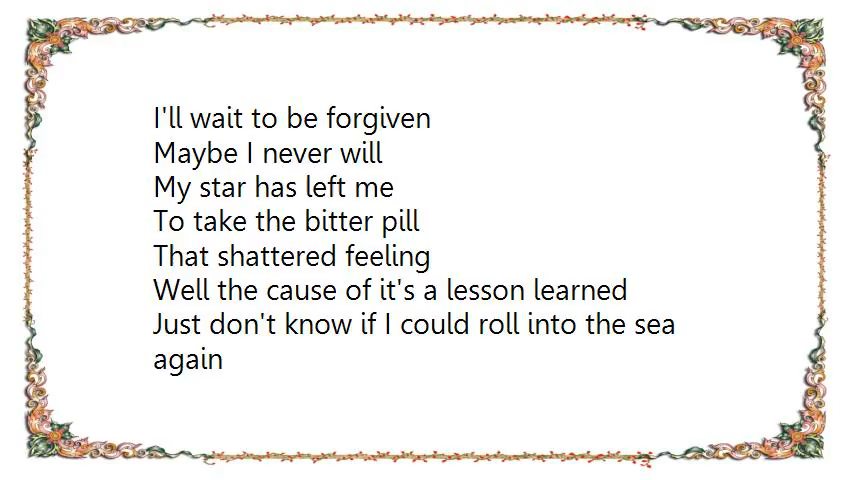 I'll wait to be forgiven
Maybe I never will
My star has left me
To take the bitter pill
That shattered feeling
Well the cause of it's a lesson learned
Just don't know if I could roll into the sea
again